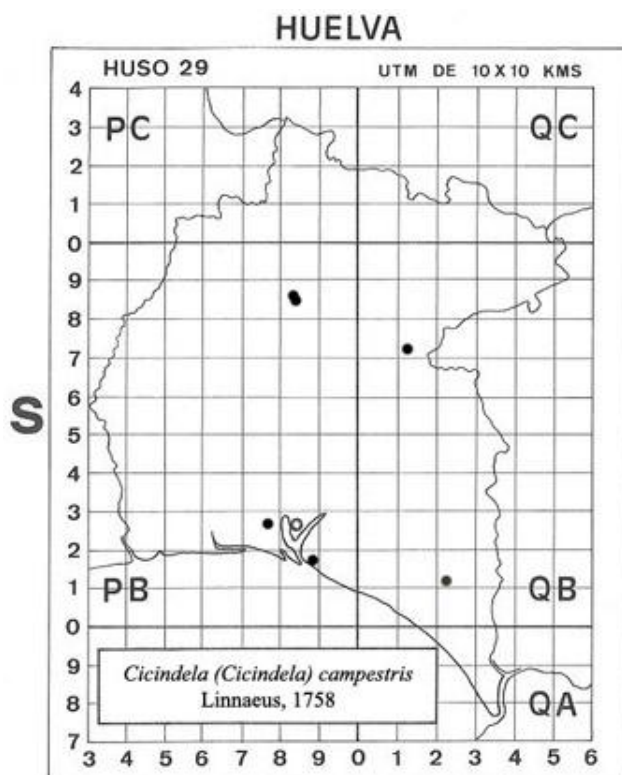 HUELVA
HUSO 29
UTM DE 10 X 10 KMS
4
PC
QC
3
2
1
0
9
8
7
6
S
5
4
3
2
1
PB
QB
0
9
Cicindela (Cicindela) campestris
Linnaeus, 1758
8
QA
7
3 4 5 6 7 8 9 0 1 2 3 4 5 6